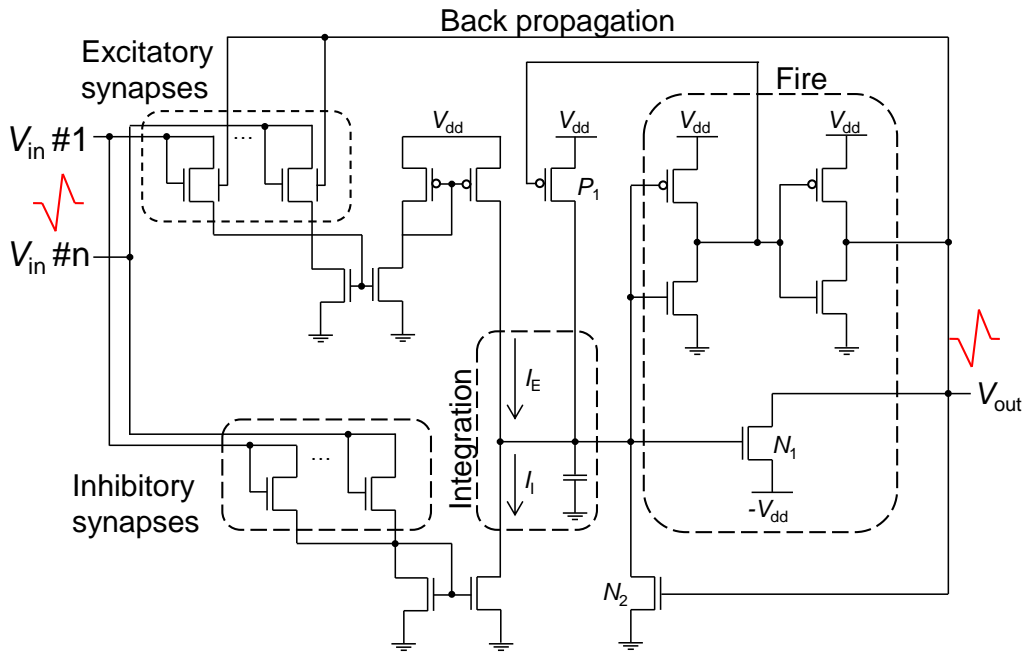 Back propagation
Excitatory
synapses
Fire
Vdd
Vdd
Vdd
Vdd
Vin #1
...
P1
Vin #n
IE
Integration
Vout
N1
...
II
Inhibitory
synapses
-Vdd
N2